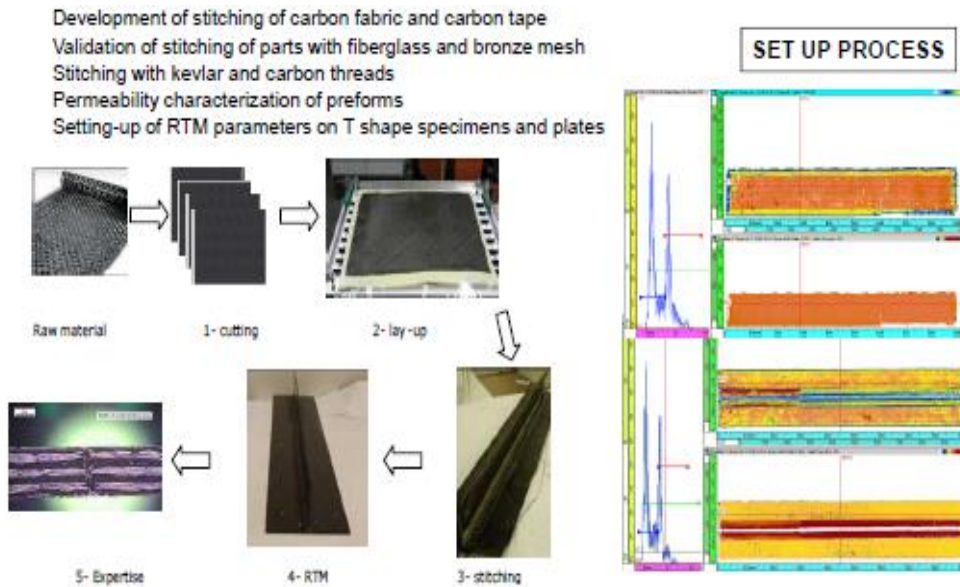 Development of stitching of carbon fabric and carbon tape
Validation of stitching of parts with fiberglass and bronze mesh
Stitching with kevlar and carbon threads
Permeability characterization of preforms
Setting-up of RTM parameters on T shape specimens and plates
SET UP PROCESS
Raw material
1- cutting
2- lay-up
5- Expertise
4- RTM
3- stitching